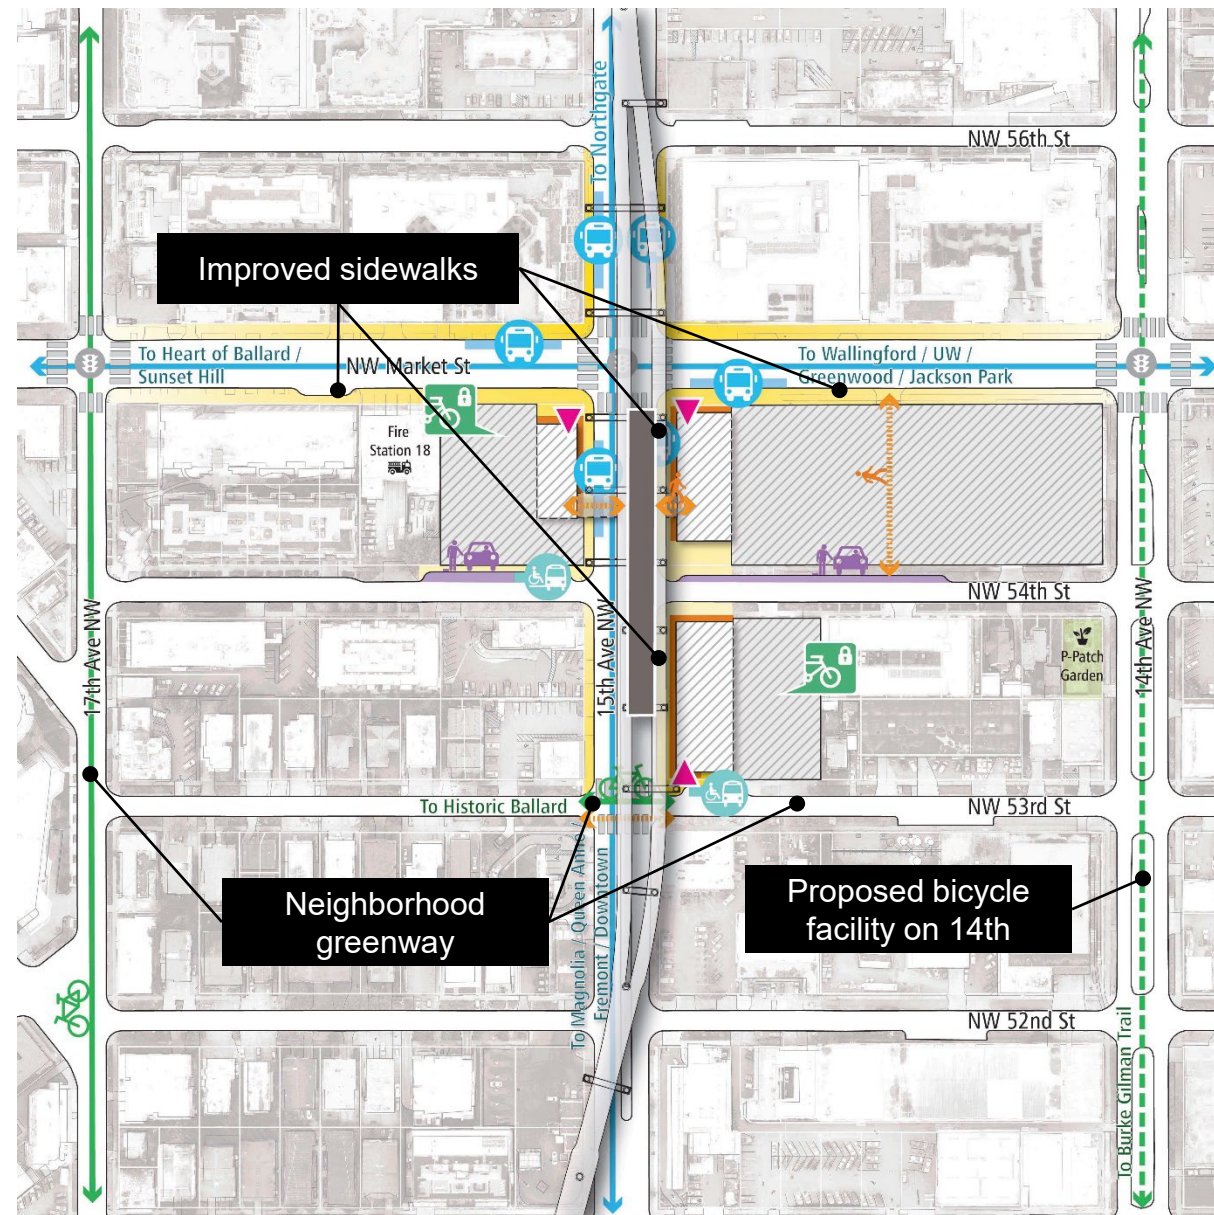 To Northgate
NW 56th St
Improved sidewalks
To Heart of Ballard /
Sunset Hill
NW Market St
To Wallingford / UW /
Greenwood / Jackson Park
Fire
Station 18
NW 54th St
17th Ave NW
15th Ave NW
14th Ave NW
P-Patch
Garden
To Historic Ballard
NW 53rd St
Neighborhood
greenway
To Magnolia / Queen Anne /
Fremont / Downtown
Proposed bicycle
facility on 14th
NW 52nd St
To Burke Gilman Trail